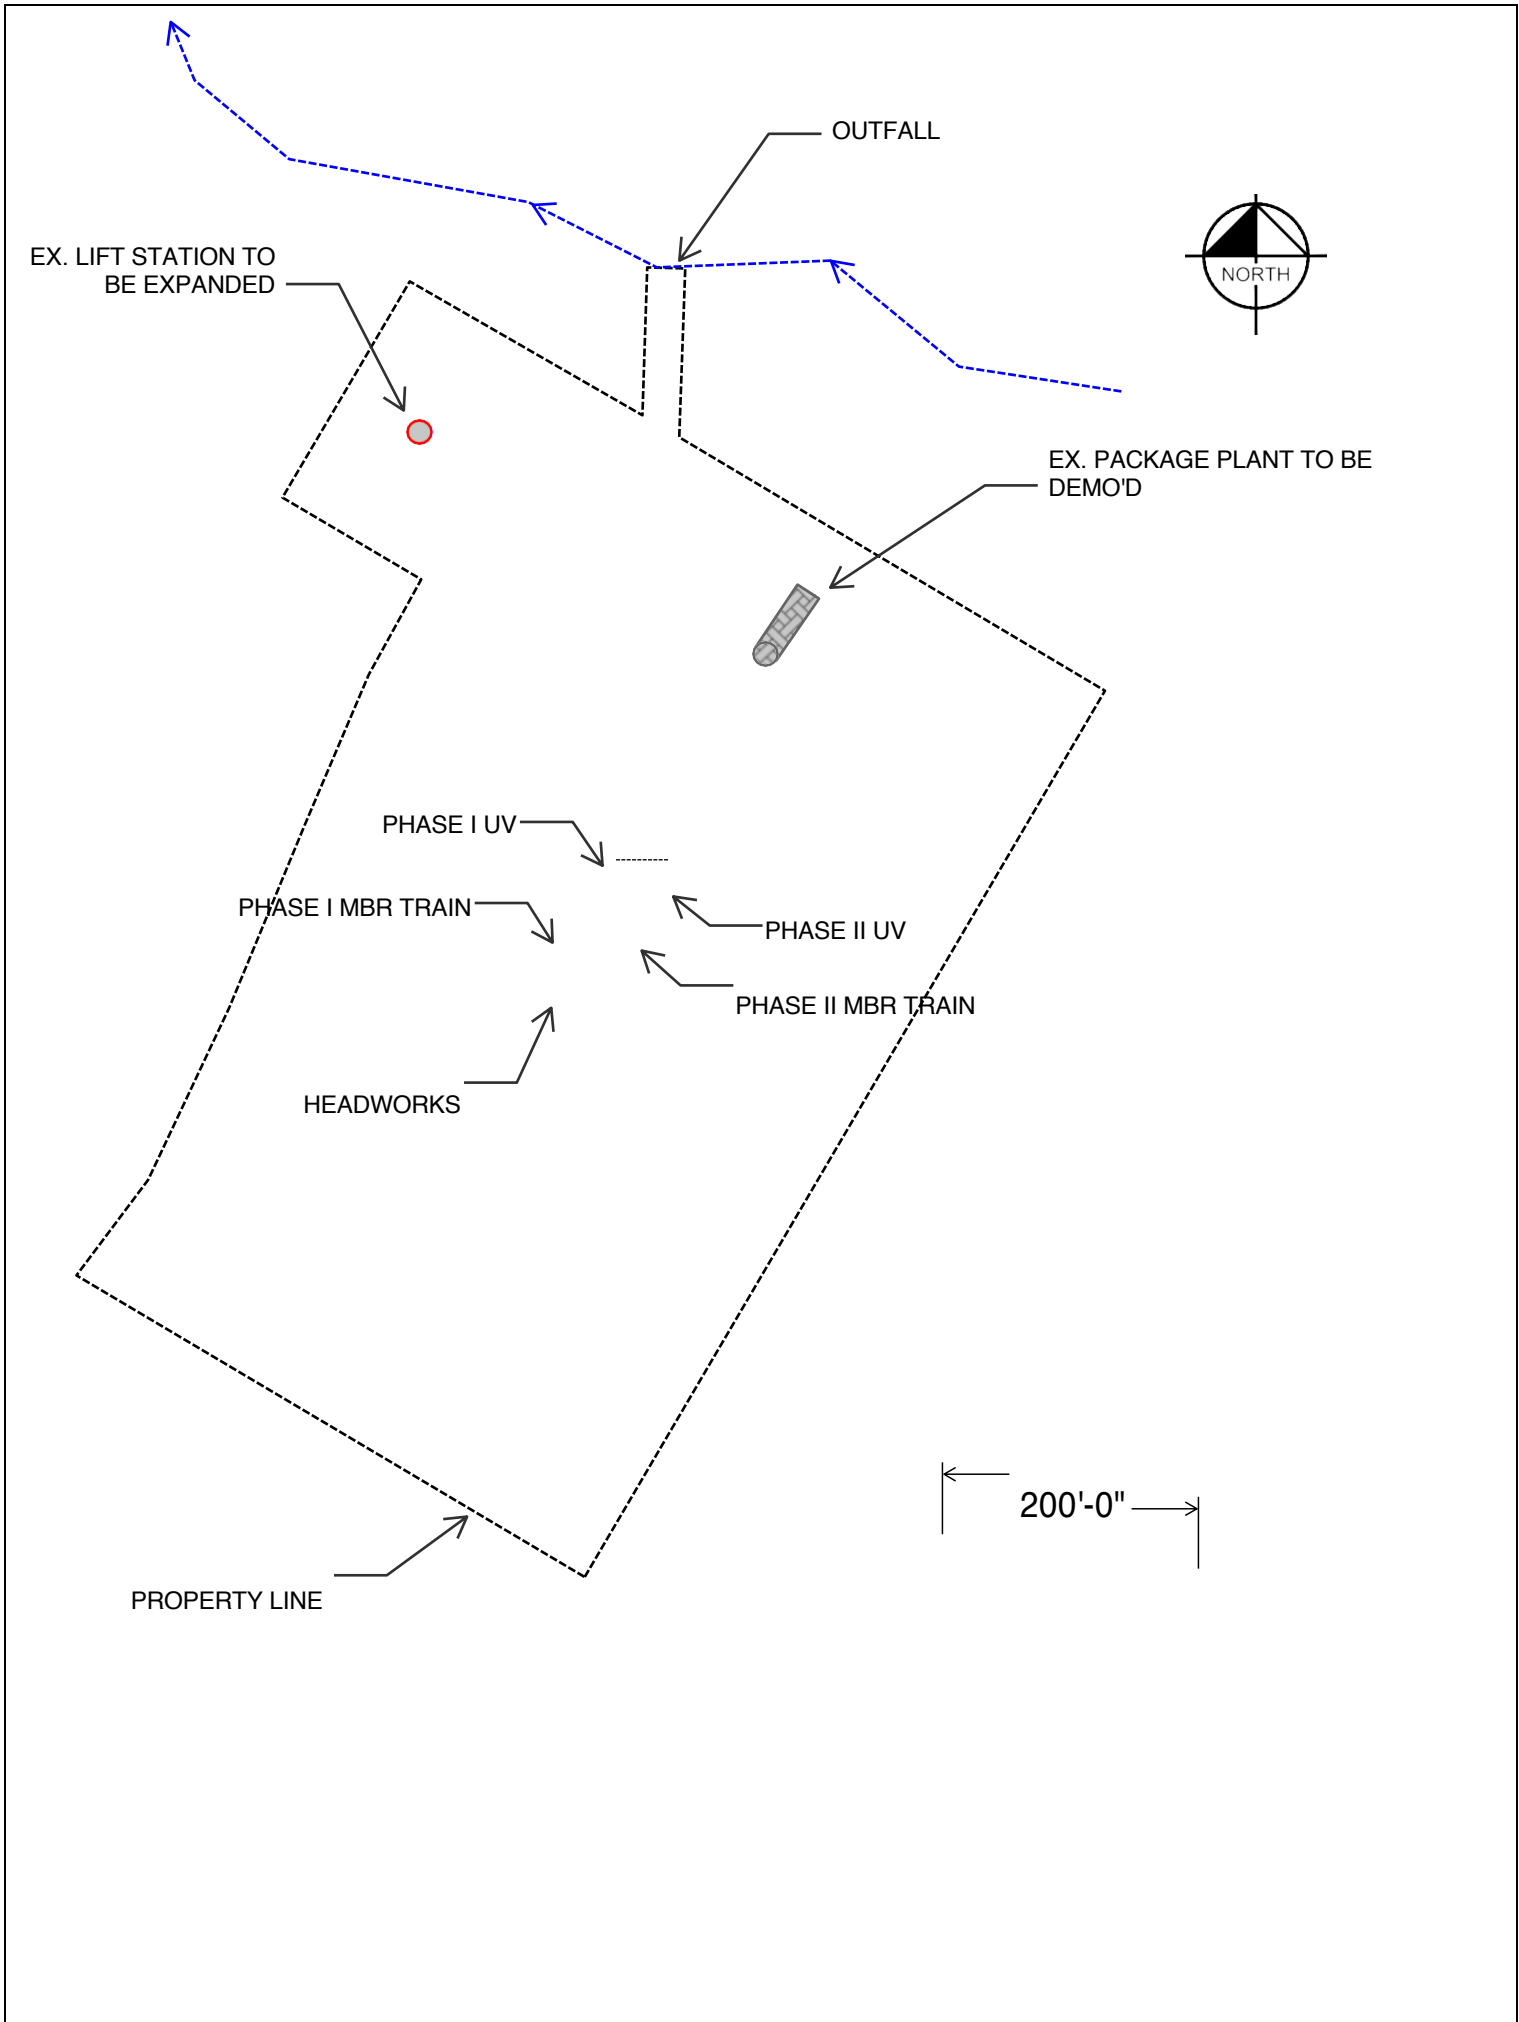 OUTFALL
EX. LIFT STATION TO
BE EXPANDED
NORTH
EX. PACKAGE PLANT TO BE
DEMO'D
PHASE I UV
PHASE I MBR TRAIN
PHASE II UV
PHASE II MBR TRAIN
HEADWORKS
200'-0"
PROPERTY LINE